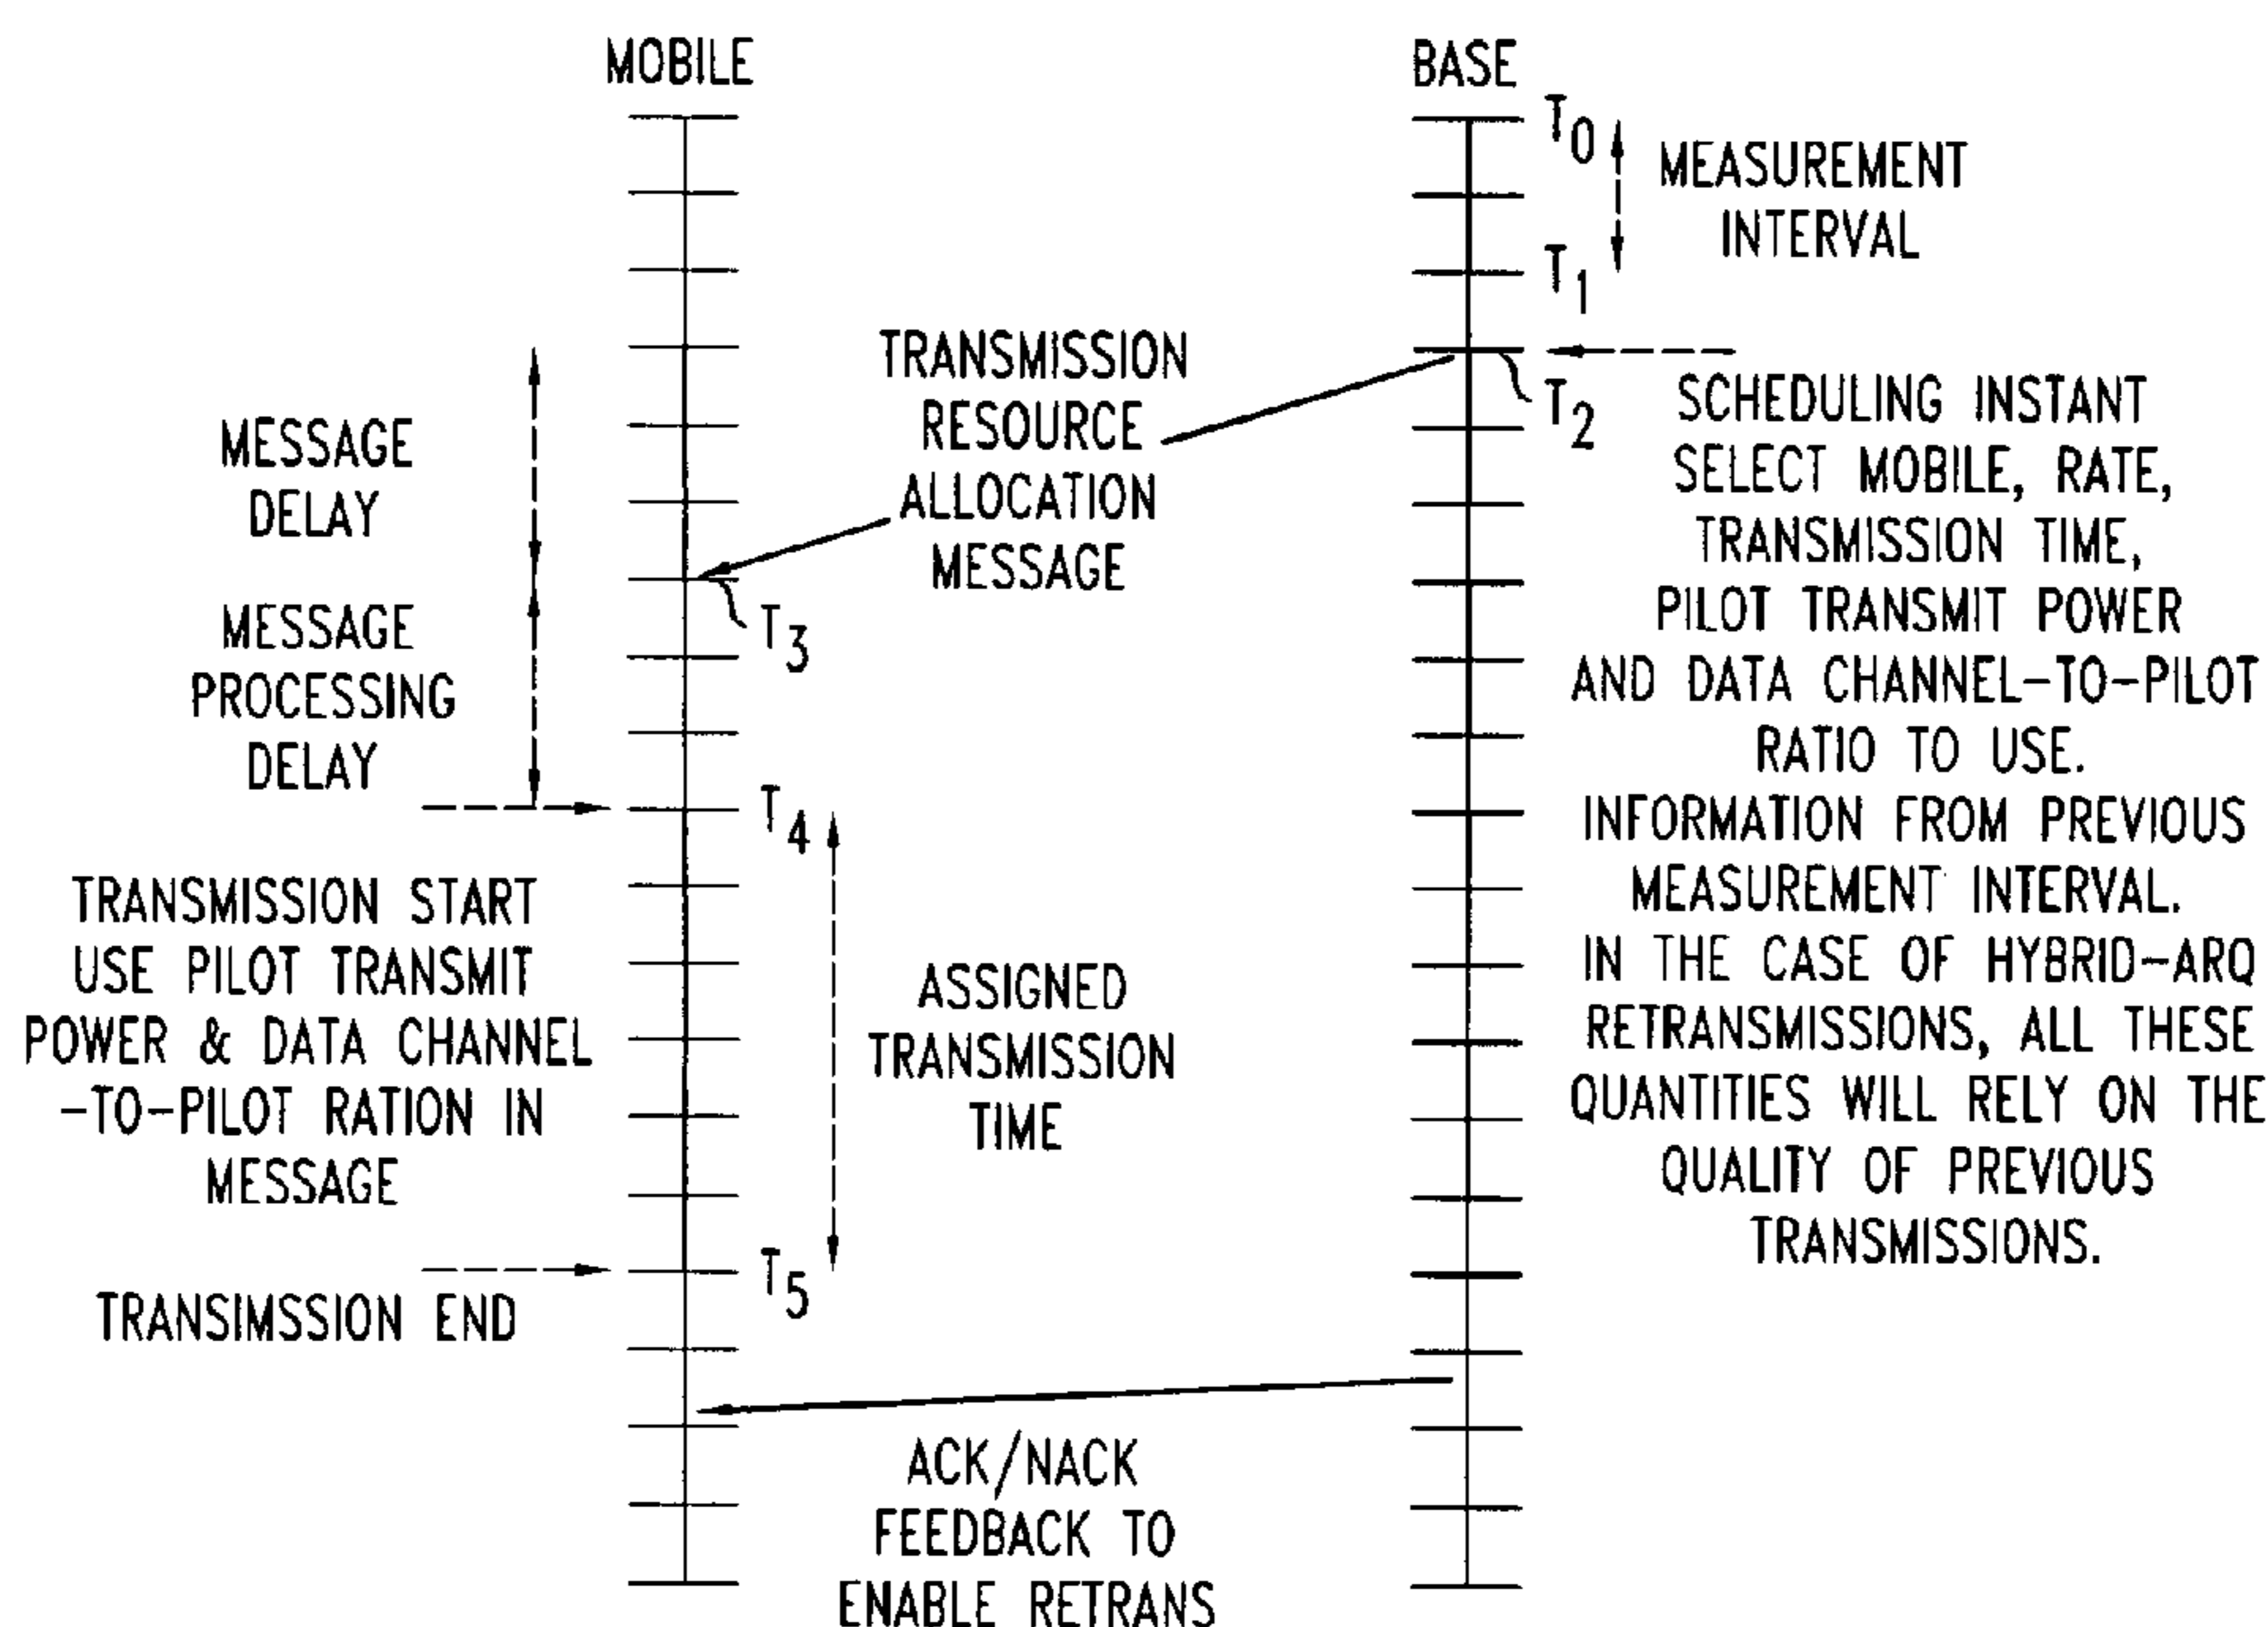 MOBILE
BASE
T0
MEASUREMENT
INTERVAL
T1
TRANSMISSION
RESOURCE
ALLOCATION
MESSAGE
T2
SCHEDULING INSTANT
SELECT MOBILE, RATE,
TRANSMISSION TIME,
PILOT TRANSMIT POWER
AND DATA CHANNEL-TO-PILOT
RATIO TO USE.
INFORMATION FROM PREVIOUS
MEASUREMENT INTERVAL.
IN THE CASE OF HYBRID-ARQ
RETRANSMISSIONS, ALL THESE
QUANTITIES WILL RELY ON THE
QUALITY OF PREVIOUS
TRANSMISSIONS.
MESSAGE
DELAY
T3
MESSAGE
PROCESSING
DELAY
T4
TRANSMISSION START
USE PILOT TRANSMIT
POWER & DATA CHANNEL
-TO-PILOT RATION IN
MESSAGE
ASSIGNED
TRANSMISSION
TIME
T5
TRANSIMSSION END
ACK/NACK
FEEDBACK TO
ENABLE RETRANS